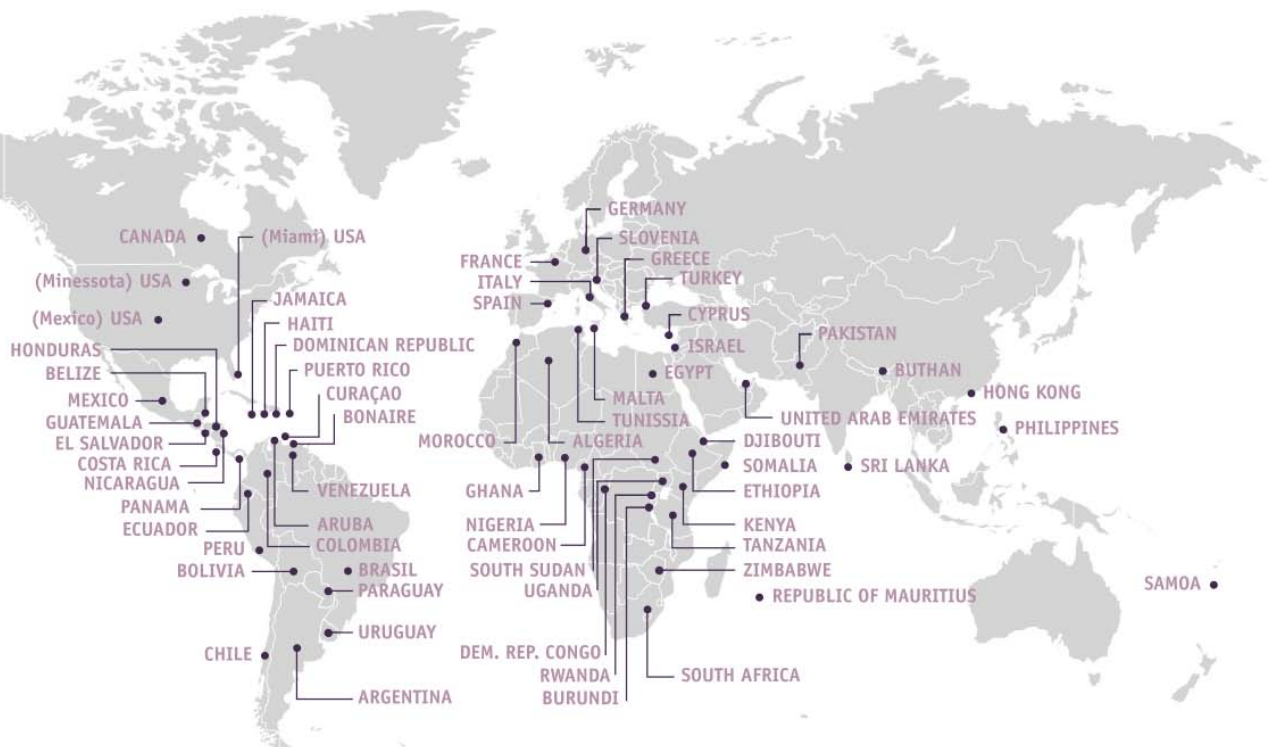 CANADA
(Miami) USA
(Minessota) USA
(Mexico) USA
JAMAICA
HAITI
HONDURAS
DOMINICAN REPUBLIC
BELIZE
PUERTO RICO
MEXICO
CURAÇAO
GUATEMALA
BONAIRE
EL SALVADOR
COSTA RICA
NICARAGUA
VENEZUELA
PANAMA
ECUADOR
ARUBA
PERU
COLOMBIA
BOLIVIA
BRASIL
PARAGUAY
URUGUAY
CHILE
ARGENTINA
GERMANY
SLOVENIA
FRANCE
GREECE
ITALY
TURKEY
SPAIN
CYPRUS
ISRAEL
EGYPT
MALTA
TUNISSIA
MOROCCO
ALGERIA
GHANA
NIGERIA
CAMEROON
SOUTH SUDAN
UGANDA
DEM. REP. CONGO
RWANDA
BURUNDI
SOUTH AFRICA
PAKISTAN
BUTHAN
HONG KONG
UNITED ARAB EMIRATES
PHILIPPINES
DJIBOUTI
SOMALIA
SRI LANKA
ETHIOPIA
KENYA
TANZANIA
ZIMBABWE
REPUBLIC OF MAURITIUS
SAMOA